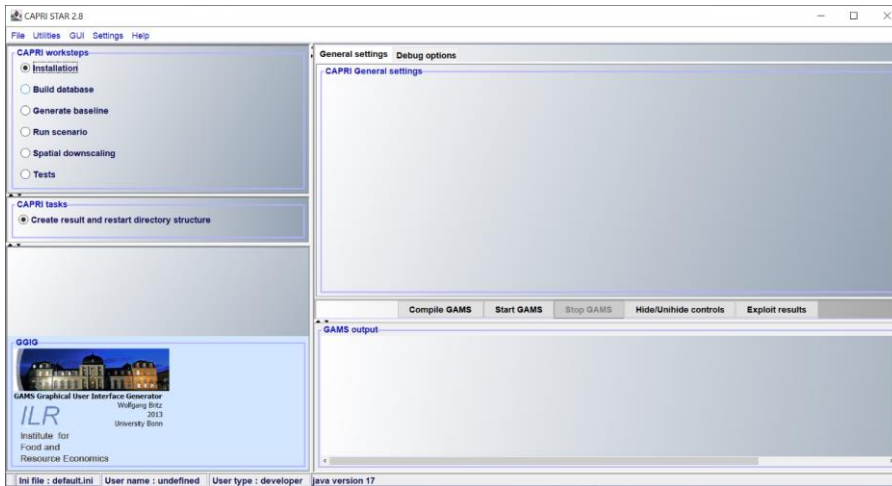 CAPRI STAR 2.8
File Utilities GUI Settings Help
CAPRI worksteps
Installation
Build database
Generate baseline
Run scenario
Spatial downscaling
Tests
CAPRI tasks
Create result and restart directory structure
GGIG
GAMS Graphical User Interface Generator
Wolfgang Britz
2013
University Bonn
ILR
Institute for
Food and
Resource Economics
General settings Debug options
CAPRI General settings
Compile GAMS Start GAMS Stop GAMS Hide/Unihide controls Exploit results
GAMS output
Ini file : default.ini User name : undefined User type : developer java version 17